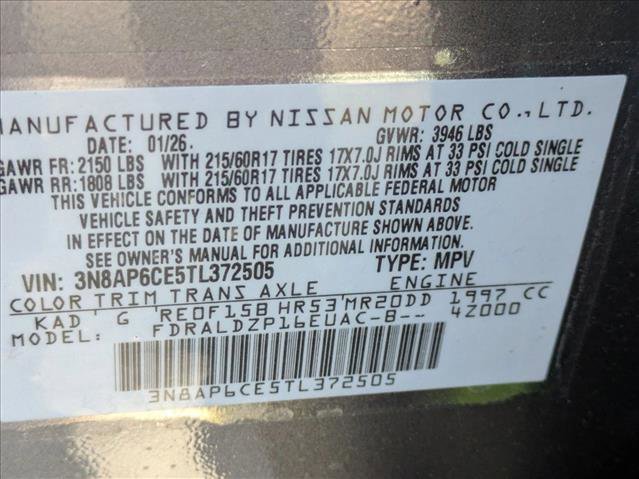 MANUFACTURED BY NISSAN MOTOR CO., LTD.
DATE: 01/26. GVWR: 3946 LBS
GAWR FR: 2150 LBS WITH 215/60R17 TIRES 17X7.0J RIMS AT 33 PSI COLD SINGLE
GAWR RR: 1808 LBS WITH 215/60R17 TIRES 17X7.0J RIMS AT 33 PSI COLD SINGLE
THIS VEHICLE CONFORMS TO ALL APPLICABLE FEDERAL MOTOR
VEHICLE SAFETY AND THEFT PREVENTION STANDARDS
IN EFFECT ON THE DATE OF MANUFACTURE SHOWN ABOVE.
SEE OWNER'S MANUAL FOR ADDITIONAL INFORMATION.
VIN: 3N8AP6CE5TL372505 TYPE: MPV
COLOR TRIM TRANS AXLE ENGINE
KAD ' G 'RE0F15B HR53'MR20DD 1997 CC
MODEL: FDRALDZP16EUAC-B-- 4Z000
3N8AP6CE5TL372505